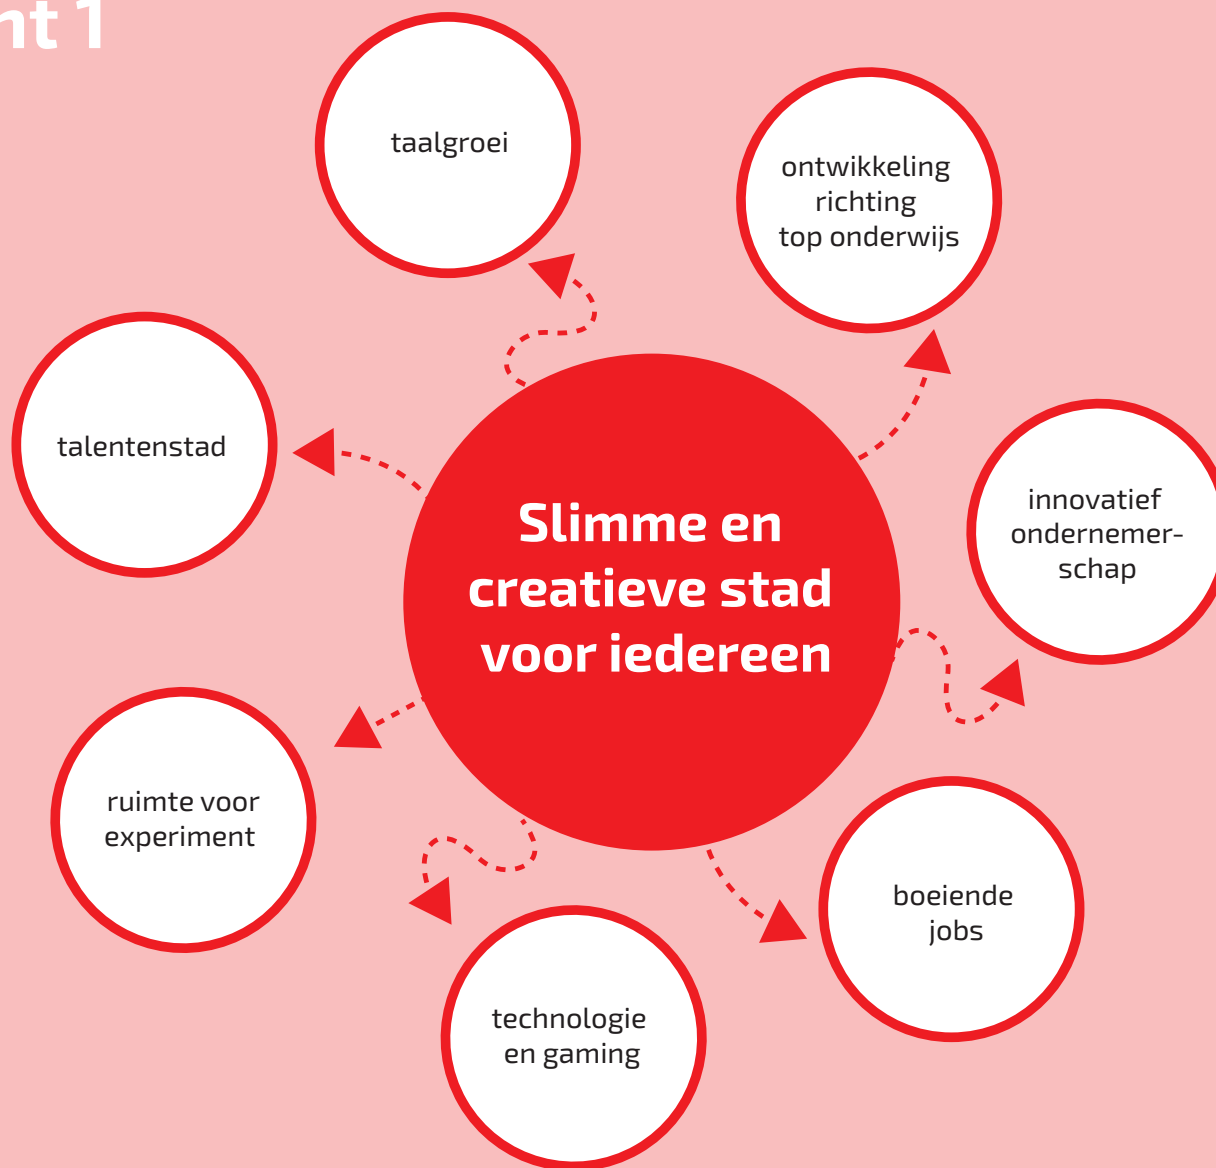 nt 1
taalgroei
ontwikkeling
richting
top onderwijs
talentenstad
innovatief
ondernemer-
schap
Slimme en
creatieve stad
voor iedereen
ruimte voor
experiment
boeiende
jobs
technologie
en gaming